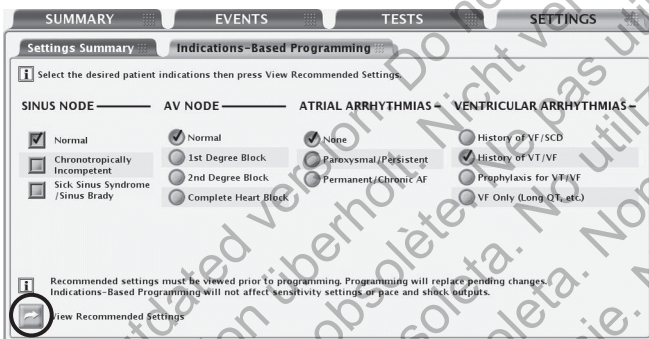 SUMMARY EVENTS TESTS SETTINGS
Settings Summary Indications-Based Programming
i Select the desired patient indications then press View Recommended Settings.
SINUS NODE AV NODE ATRIAL ARRHYTHMIAS VENTRICULAR ARRHYTHMIAS
Normal Normal None History of VF/SCD
Chronotropically Incompetent 1st Degree Block Paroxysmal/Persistent History of VT/VF
Sick Sinus Syndrome /Sinus Brady 2nd Degree Block Permanent/Chronic AF Prophylaxis for VT/VF
Complete Heart Block VF Only (Long QT, etc.)
i Recommended settings must be viewed prior to programming. Programming will replace pending changes.
Indications-Based Programming will not affect sensitivity settings or pace and shock outputs.
View Recommended Settings